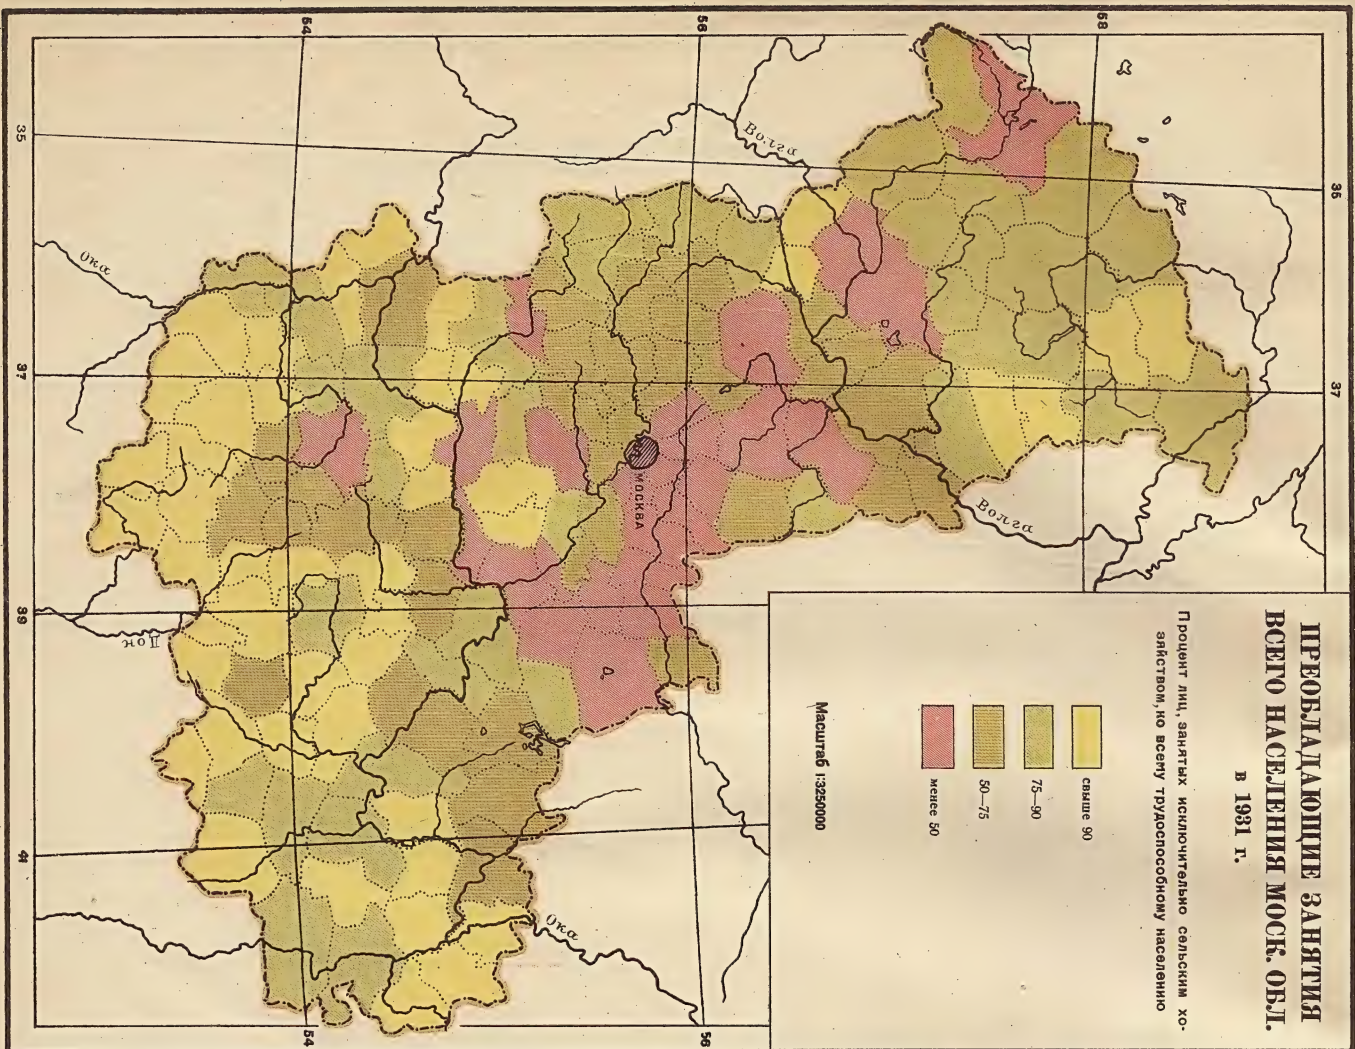 ПРЕОБЛАДАЮЩИЕ ЗАНЯТИЯ
ВСЕГО НАСЕЛЕНИЯ МОСК. ОБЛ.
в 1931 г.
Процент лиц, занятых исключительно сельским хо-
зяйством, ко всему трудоспособному населению
свыше 90
75—90
50—75
менее 50
Масштаб 1:3250000
35
37
35
37
39
41
58
56
54
56
54
Волга
Волга
МОСКВА
Ока
Ока
Дон